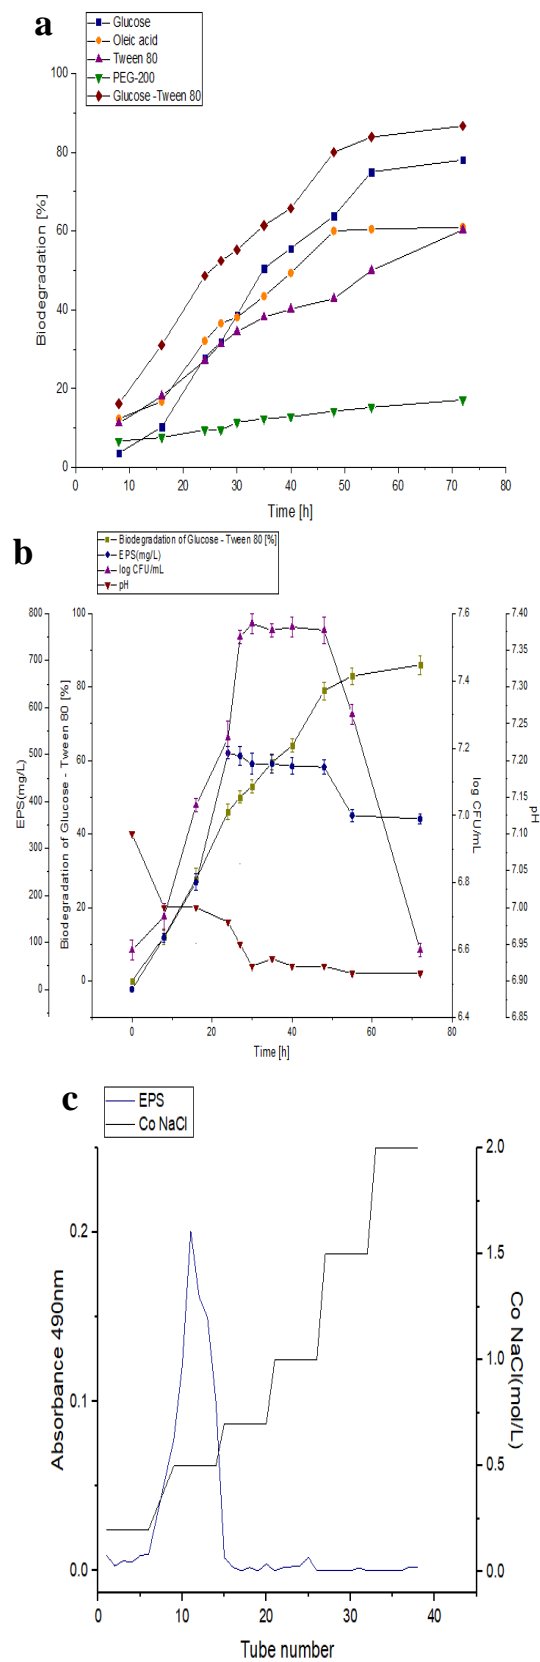 a
Glucose
Oleic acid
Tween 80
PEG-200
Glucose -Tween 80
100
80
60
40
20
0
Biodegradation [%]
0 10 20 30 40 50 60 70 80
Time [h]
b
Biodegradation of Glucose - Tween 80 [%]
EPS(mg/L)
log CFU/mL
pH
800
700
600
500
400
300
200
100
0
EPS(mg/L)
100
80
60
40
20
0
Biodegradation of Glucose - Tween 80 [%]
7.6
7.4
7.2
7.0
6.8
6.6
6.4
log CFU/mL
7.40
7.35
7.30
7.25
7.20
7.15
7.10
7.05
7.00
6.95
6.90
6.85
pH
0 20 40 60 80
Time [h]
c
EPS
Co NaCl
0.2
0.1
0.0
Absorbance 490nm
2.0
1.5
1.0
0.5
0.0
Co NaCl(mol/L)
0 10 20 30 40
Tube number